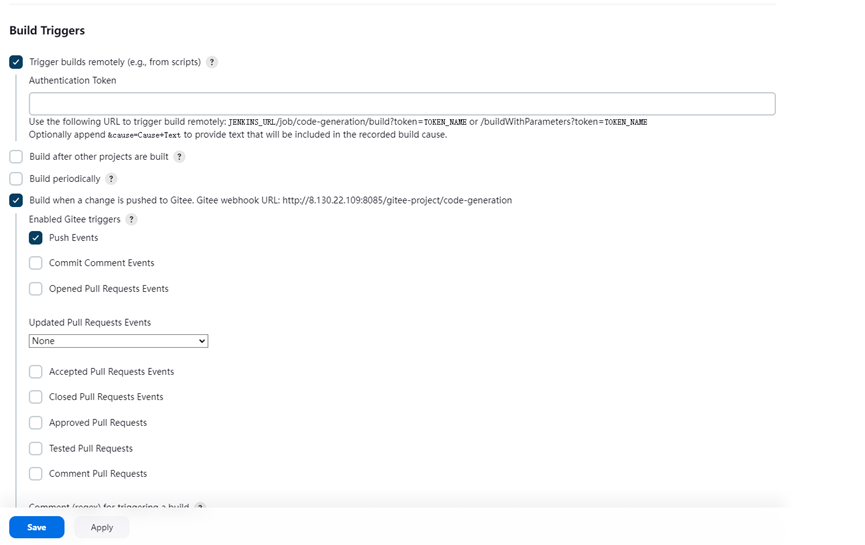 Build Triggers
Trigger builds remotely (e.g., from scripts) ?
Authentication Token
Use the following URL to trigger build remotely: JENKINS_URL/job/code-generation/build?token=TOKEN_NAME or /buildWithParameters?token=TOKEN_NAME
Optionally append &cause=Cause+Text to provide text that will be included in the recorded build cause.
Build after other projects are built ?
Build periodically ?
Build when a change is pushed to Gitee. Gitee webhook URL: http://8.130.22.109:8085/gitee-project/code-generation
Enabled Gitee triggers ?
Push Events
Commit Comment Events
Opened Pull Requests Events
Updated Pull Requests Events
None
Accepted Pull Requests Events
Closed Pull Requests Events
Approved Pull Requests
Tested Pull Requests
Comment Pull Requests
Comment (regex) for triggering a build ?
Save Apply